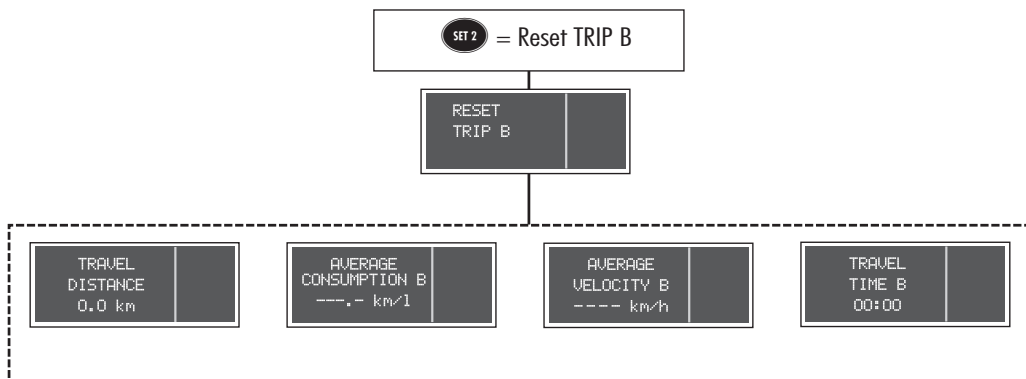 SET 2 = Reset TRIP B
RESET
TRIP B
TRAVEL
DISTANCE
0.0 km
AVERAGE
CONSUMPTION B
---.- km/l
AVERAGE
VELOCITY B
---- km/h
TRAVEL
TIME B
00:00